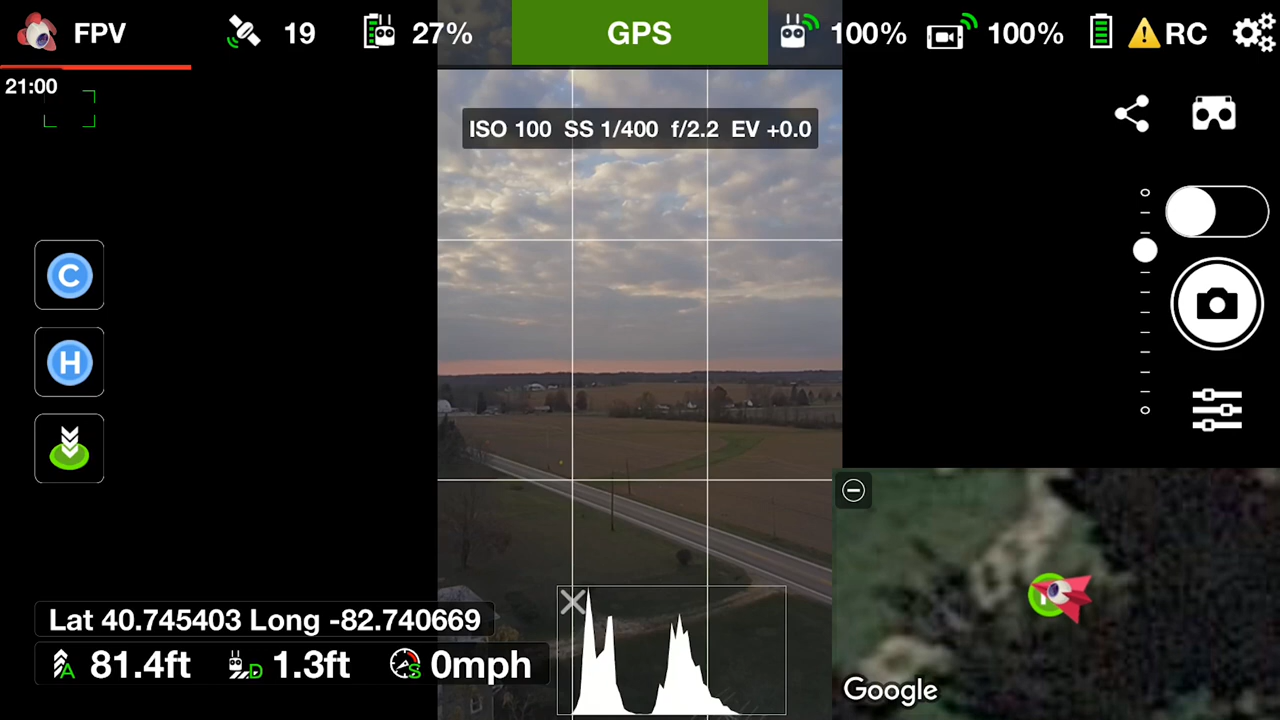 FPV 19 27% GPS 100% 100% RC
21:00
ISO 100 SS 1/400 f/2.2 EV +0.0
C
H
Lat 40.745403 Long -82.740669
A 81.4ft D 1.3ft S 0mph
Google